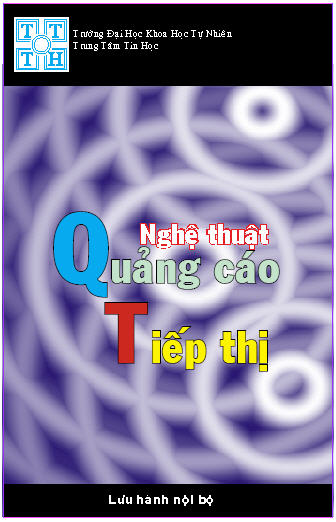 T T
T H
Trường Đại Học Khoa Học Tự Nhiên
Trung Tâm Tin Học
Nghệ thuật
Quảng cáo
Tiếp thị
Lưu hành nội bộ